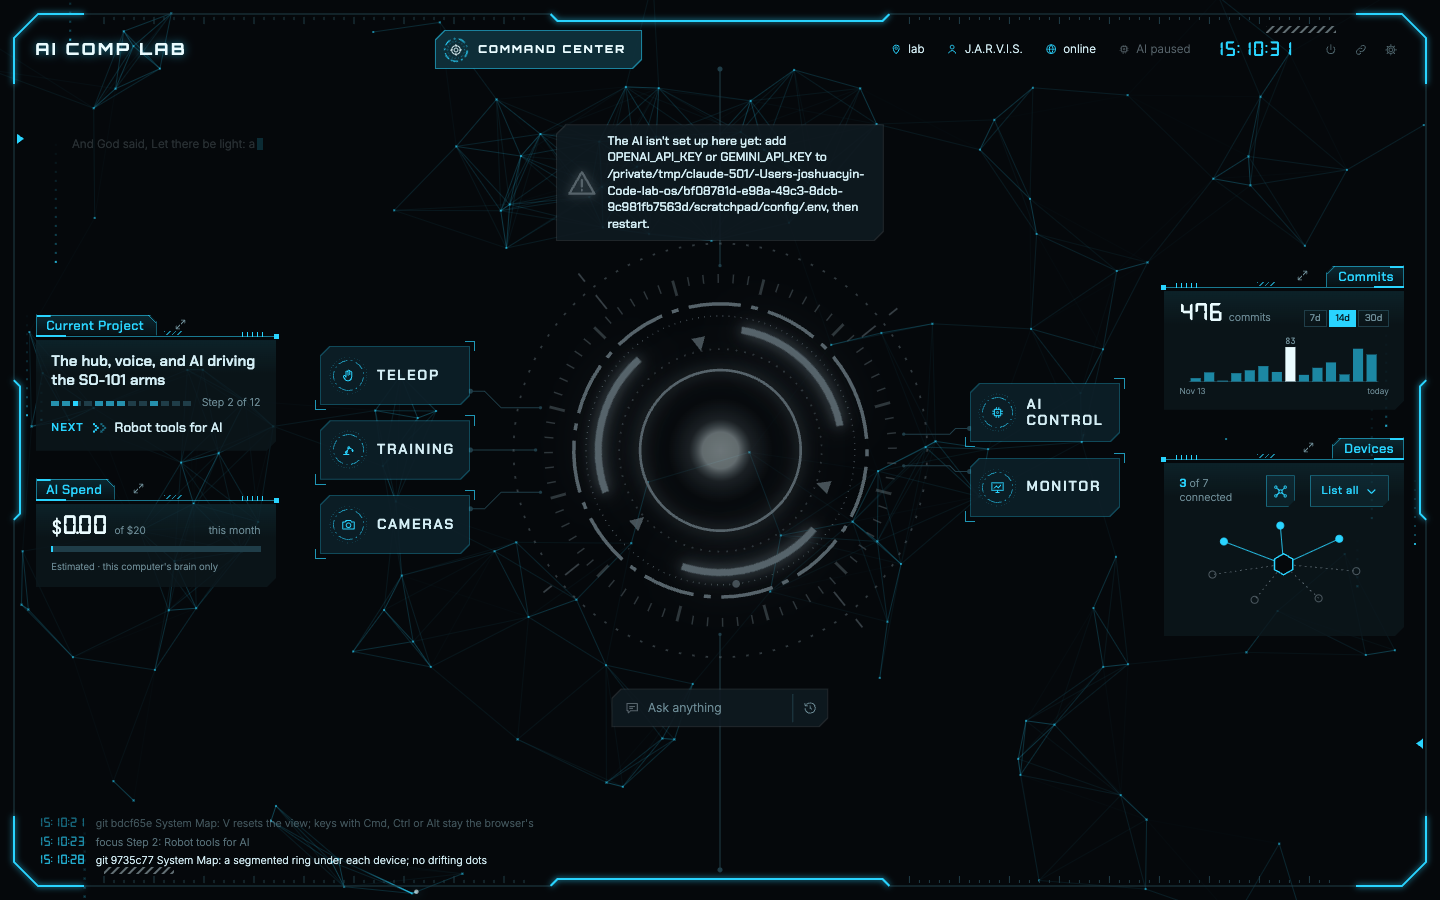 AI COMP LAB
COMMAND CENTER
lab
J.A.R.V.I.S.
online
AI paused
15:10:31
And God said, Let there be light: a
The AI isn't set up here yet: add
OPENAI_API_KEY or GEMINI_API_KEY to
/private/tmp/claude-501/-Users-joshuacyin-
Code-lab-os/bf08781d-e98a-49c3-8dcb-
9c981fb7563d/scratchpad/config/.env, then
restart.
Current Project
The hub, voice, and AI driving
the SO-101 arms
Step 2 of 12
NEXT Robot tools for AI
AI Spend
$0.00 of $20 this month
Estimated · this computer's brain only
TELEOP
TRAINING
CAMERAS
AI
CONTROL
MONITOR
Commits
476 commits
7d 14d 30d
83
Nov 13 today
Devices
3 of 7
connected
List all
Ask anything
15:10:21 git bdcf65e System Map: V resets the view; keys with Cmd, Ctrl or Alt stay the browser's
15:10:23 focus Step 2: Robot tools for AI
15:10:28 git 9735c77 System Map: a segmented ring under each device; no drifting dots